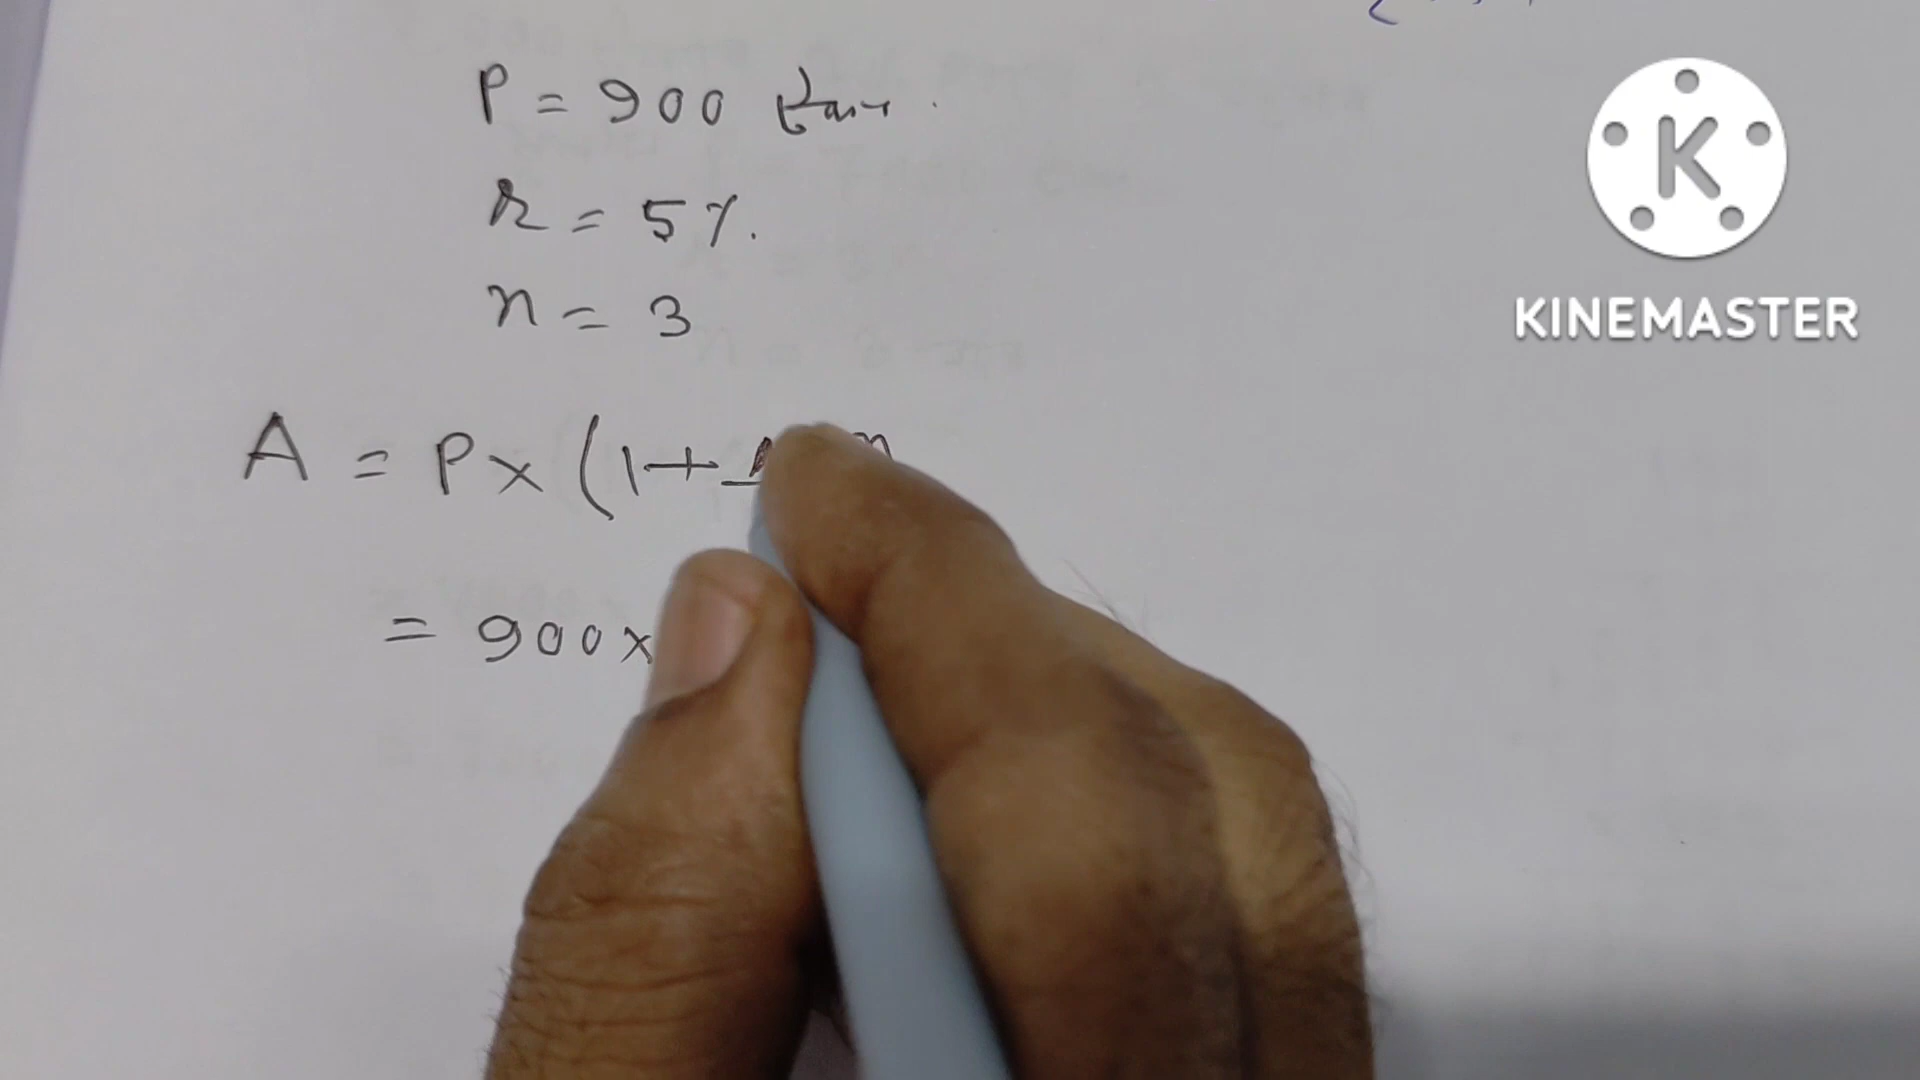 P = 900
r = 5%.
n = 3
A = P × (1 + r n
= 900 ×
KINEMASTER